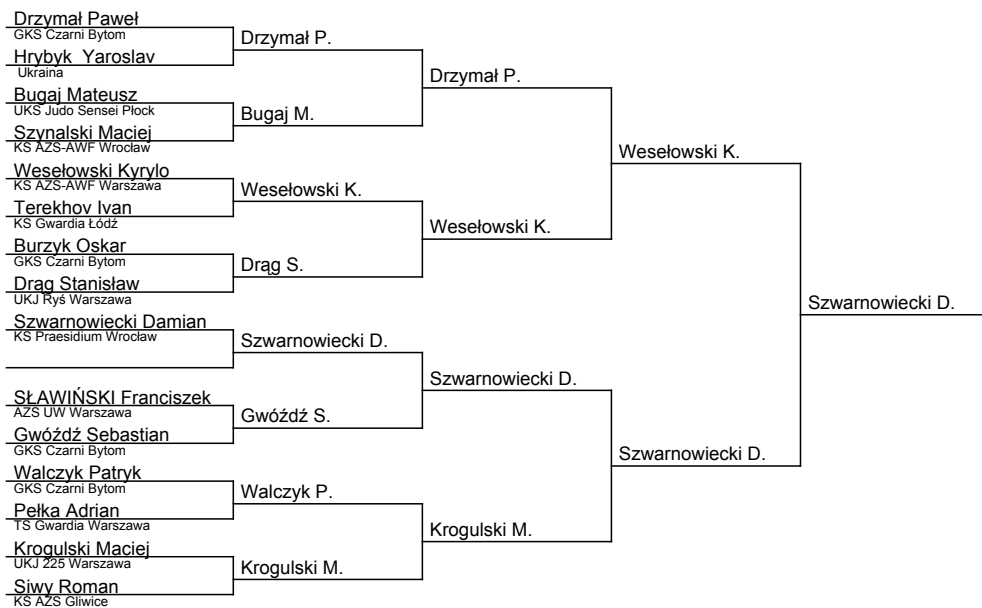 Drzymał Paweł
GKS Czarni Bytom
Hrybyk Yaroslav
Ukraina
Bugaj Mateusz
UKS Judo Sensei Płock
Szynalski Maciej
KS AZS-AWF Wrocław
Wesełowski Kyrylo
KS AZS-AWF Warszawa
Terekhov Ivan
KS Gwardia Łódź
Burzyk Oskar
GKS Czarni Bytom
Drąg Stanisław
UKJ Ryś Warszawa
Szwarnowiecki Damian
KS Praesidium Wrocław
SŁAWIŃSKI Franciszek
AZS UW Warszawa
Gwóźdź Sebastian
GKS Czarni Bytom
Walczyk Patryk
GKS Czarni Bytom
Pełka Adrian
TS Gwardia Warszawa
Krogulski Maciej
UKJ 225 Warszawa
Siwy Roman
KS AZS Gliwice
Drzymał P.
Bugaj M.
Wesełowski K.
Drąg S.
Szwarnowiecki D.
Gwóźdź S.
Walczyk P.
Krogulski M.
Drzymał P.
Wesełowski K.
Szwarnowiecki D.
Krogulski M.
Wesełowski K.
Szwarnowiecki D.
Szwarnowiecki D.